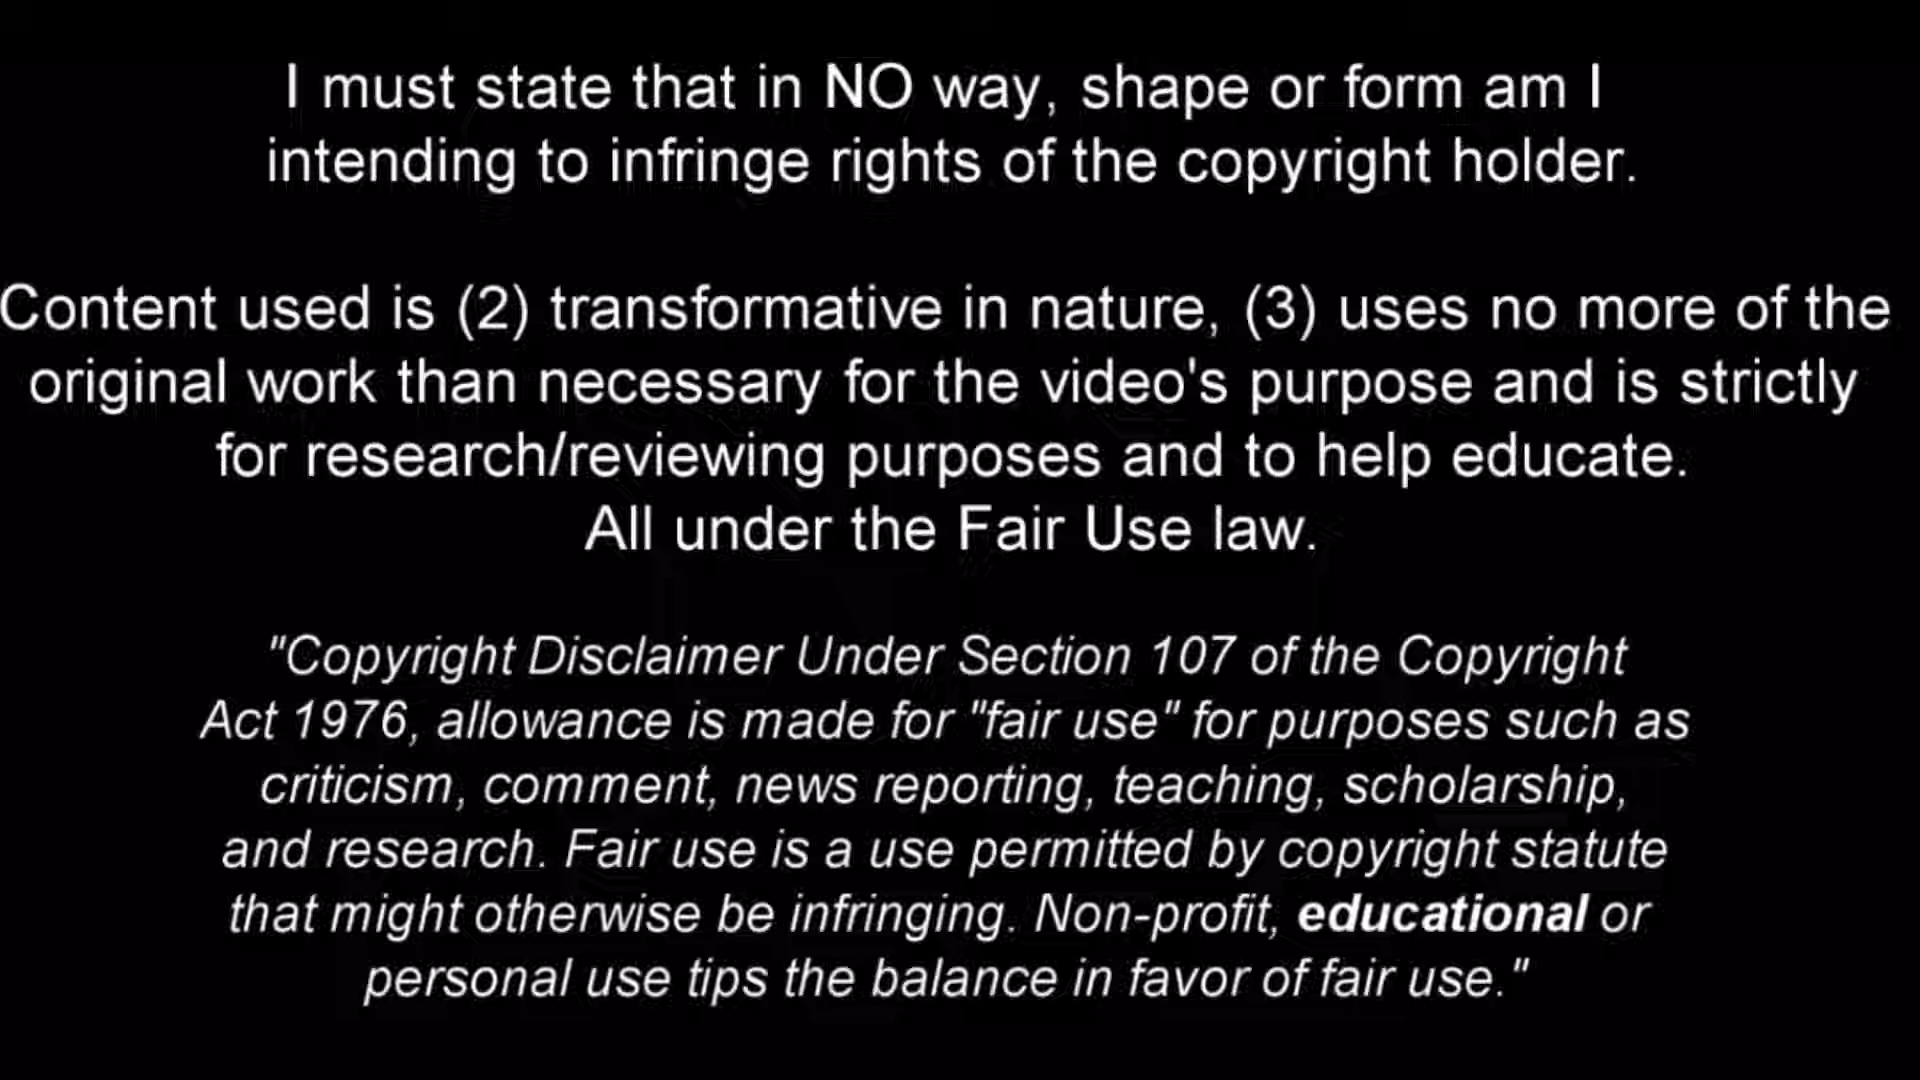 I must state that in NO way, shape or form am I
intending to infringe rights of the copyright holder.
Content used is (2) transformative in nature, (3) uses no more of the
original work than necessary for the video's purpose and is strictly
for research/reviewing purposes and to help educate.
All under the Fair Use law.
"Copyright Disclaimer Under Section 107 of the Copyright
Act 1976, allowance is made for "fair use" for purposes such as
criticism, comment, news reporting, teaching, scholarship,
and research. Fair use is a use permitted by copyright statute
that might otherwise be infringing. Non-profit, educational or
personal use tips the balance in favor of fair use."